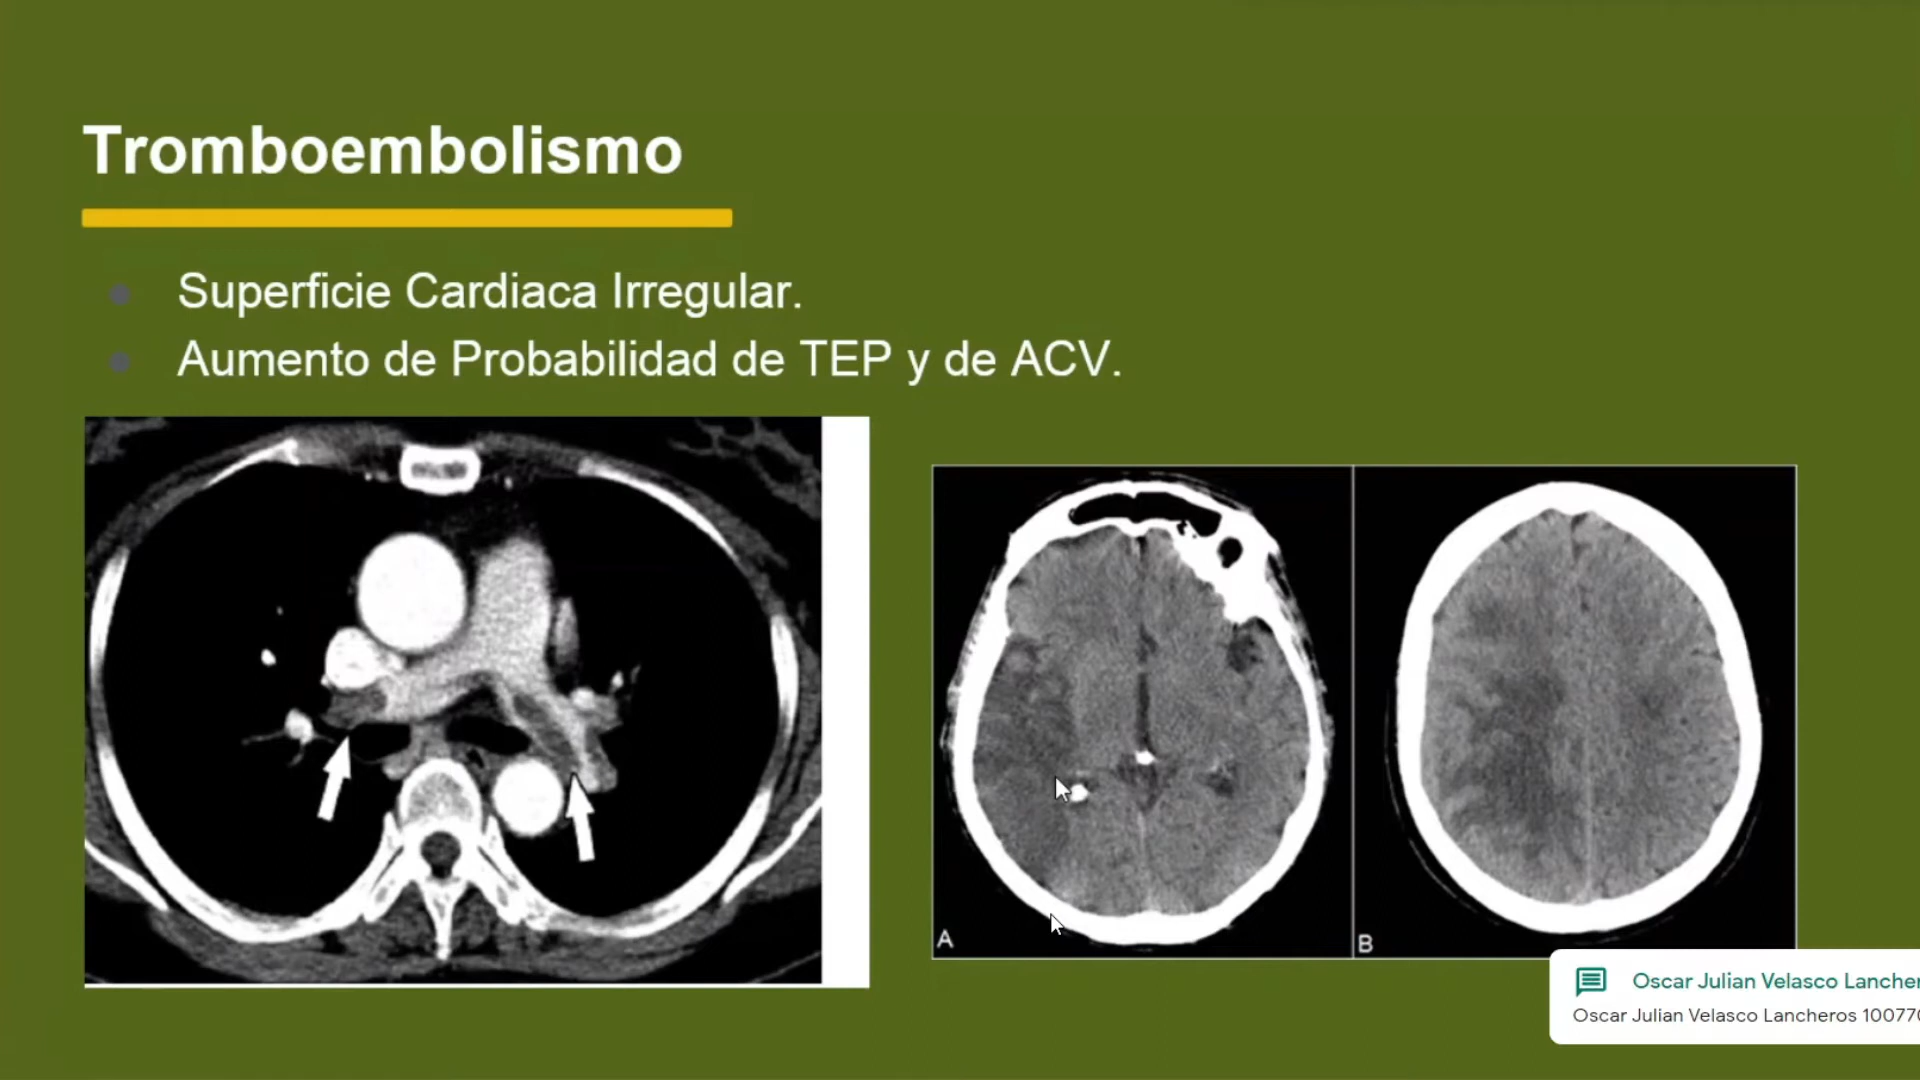 Tromboembolismo
Superficie Cardiaca Irregular.
Aumento de Probabilidad de TEP y de ACV.
A
B
Oscar Julian Velasco Lancher
Oscar Julian Velasco Lancheros 10077